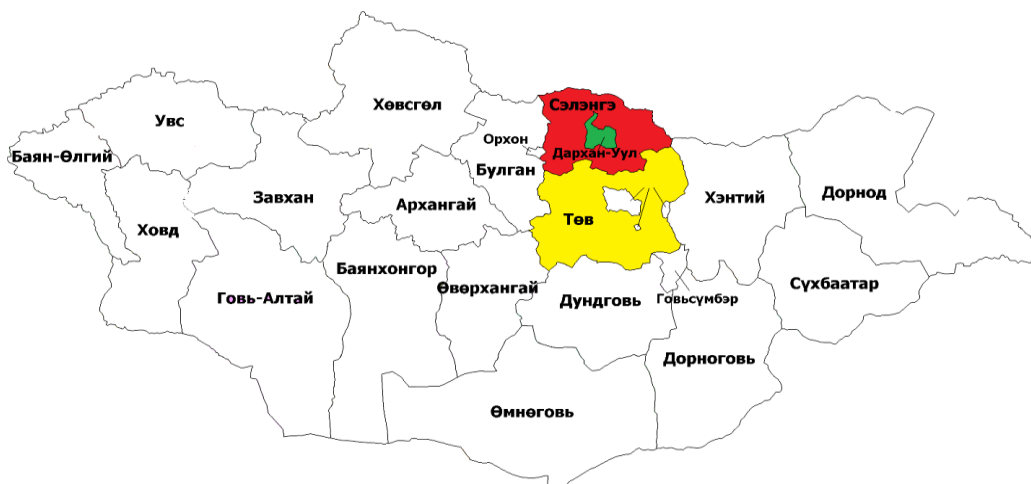 Сэлэнгэ
Хөвсгөл
Увс
Орхон
Дархан-Уул
Баян-Өлгий
Булган
Хэнтий
Дорнод
Завхан
Архангай
Төв
Ховд
Баянхонгор
Сүхбаатар
Өвөрхангай
Говь-Алтай
Дундговь
Говьсүмбэр
Дорноговь
Өмнөговь